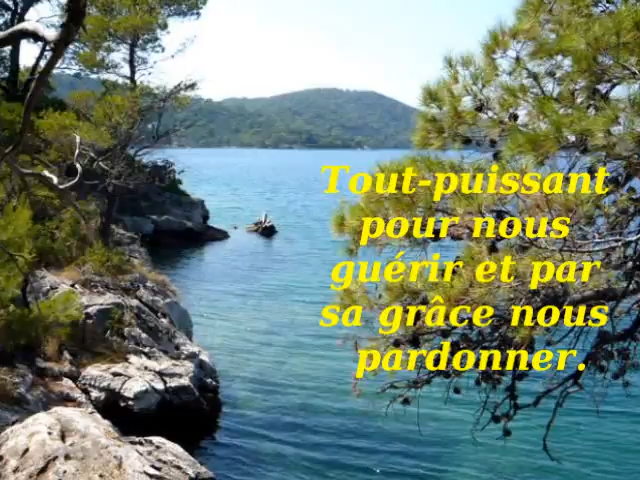 Tout-puissant
pour nous
guérir et par
sa grâce nous
pardonner.